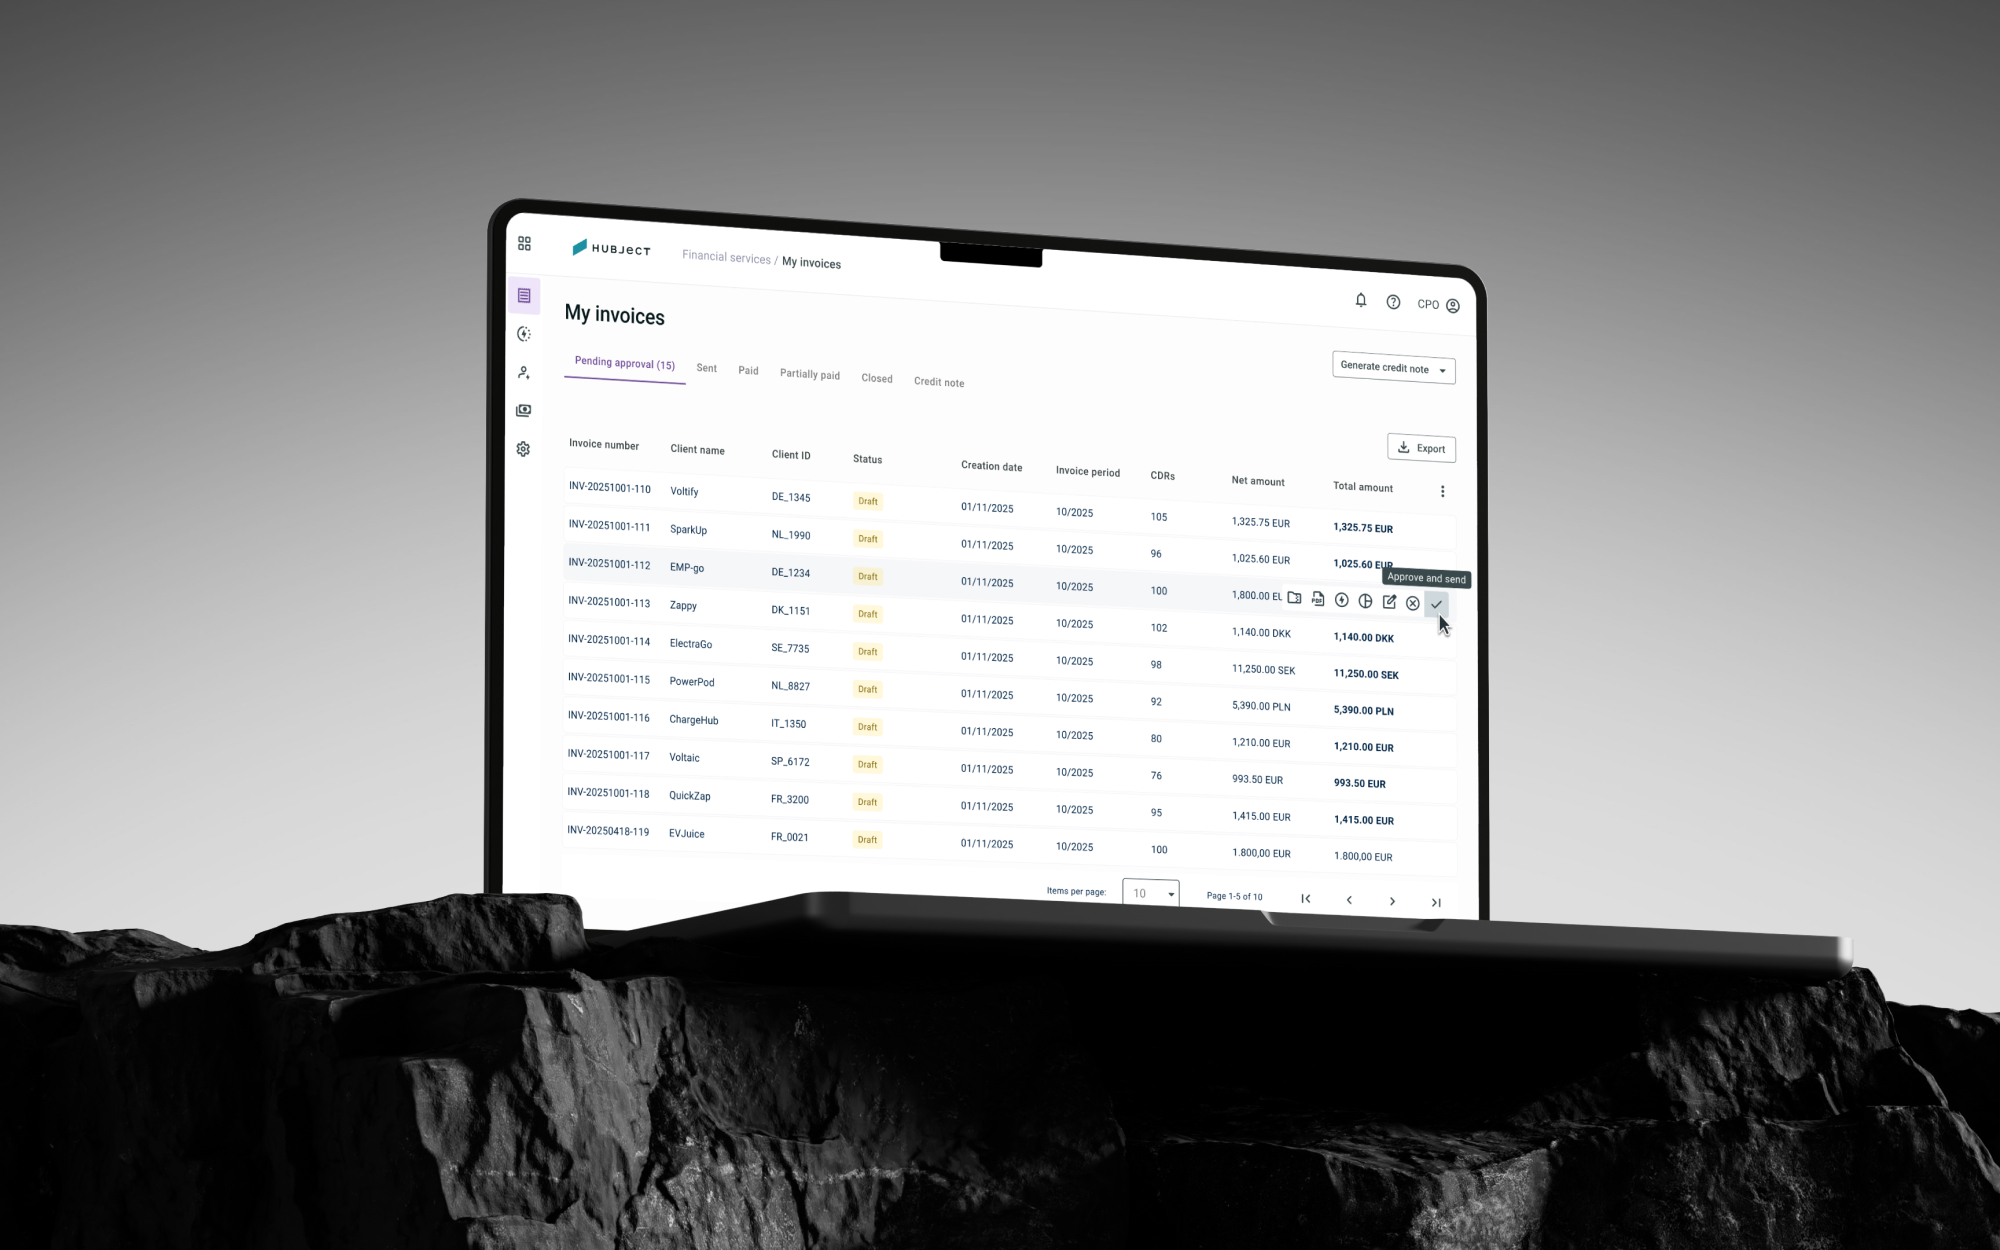 HUBJECT
Financial services / My invoices
CPO
My invoices
Pending approval (15) Sent Paid Partially paid Closed Credit note
Generate credit note
Export
Invoice number Client name Client ID Status Creation date Invoice period CDRs Net amount Total amount
INV-20251001-110 Voltify DE_1345 Draft 01/11/2025 10/2025 105 1,325.75 EUR 1,325.75 EUR
INV-20251001-111 SparkUp NL_1990 Draft 01/11/2025 10/2025 96 1,025.60 EUR 1,025.60 EUR
Approve and send
INV-20251001-112 EMP-go DE_1234 Draft 01/11/2025 10/2025 100 1,800.00 EU
PDF
INV-20251001-113 Zappy DK_1151 Draft 01/11/2025 10/2025 102 1,140.00 DKK 1,140.00 DKK
INV-20251001-114 ElectraGo SE_7735 Draft 01/11/2025 10/2025 98 11,250.00 SEK 11,250.00 SEK
INV-20251001-115 PowerPod NL_8827 Draft 01/11/2025 10/2025 92 5,390.00 PLN 5,390.00 PLN
INV-20251001-116 ChargeHub IT_1350 Draft 01/11/2025 10/2025 80 1,210.00 EUR 1,210.00 EUR
INV-20251001-117 Voltaic SP_6172 Draft 01/11/2025 10/2025 76 993.50 EUR 993.50 EUR
INV-20251001-118 QuickZap FR_3200 Draft 01/11/2025 10/2025 95 1,415.00 EUR 1,415.00 EUR
INV-20250418-119 EVJuice FR_0021 Draft 01/11/2025 10/2025 100 1.800,00 EUR 1.800,00 EUR
Items per page: 10 Page 1-5 of 10